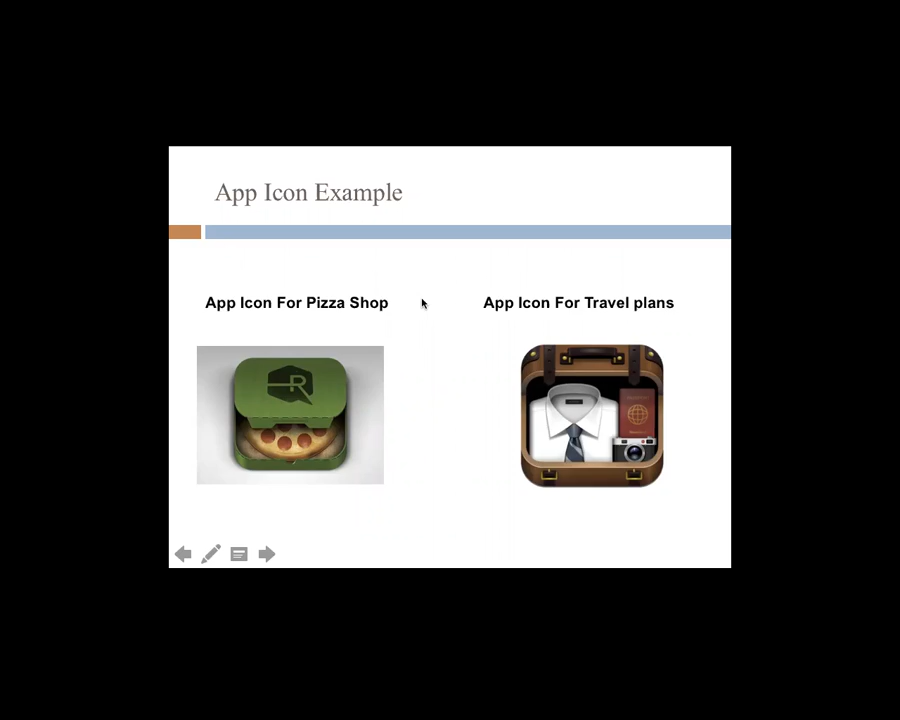 App Icon Example
App Icon For Pizza Shop
App Icon For Travel plans
R